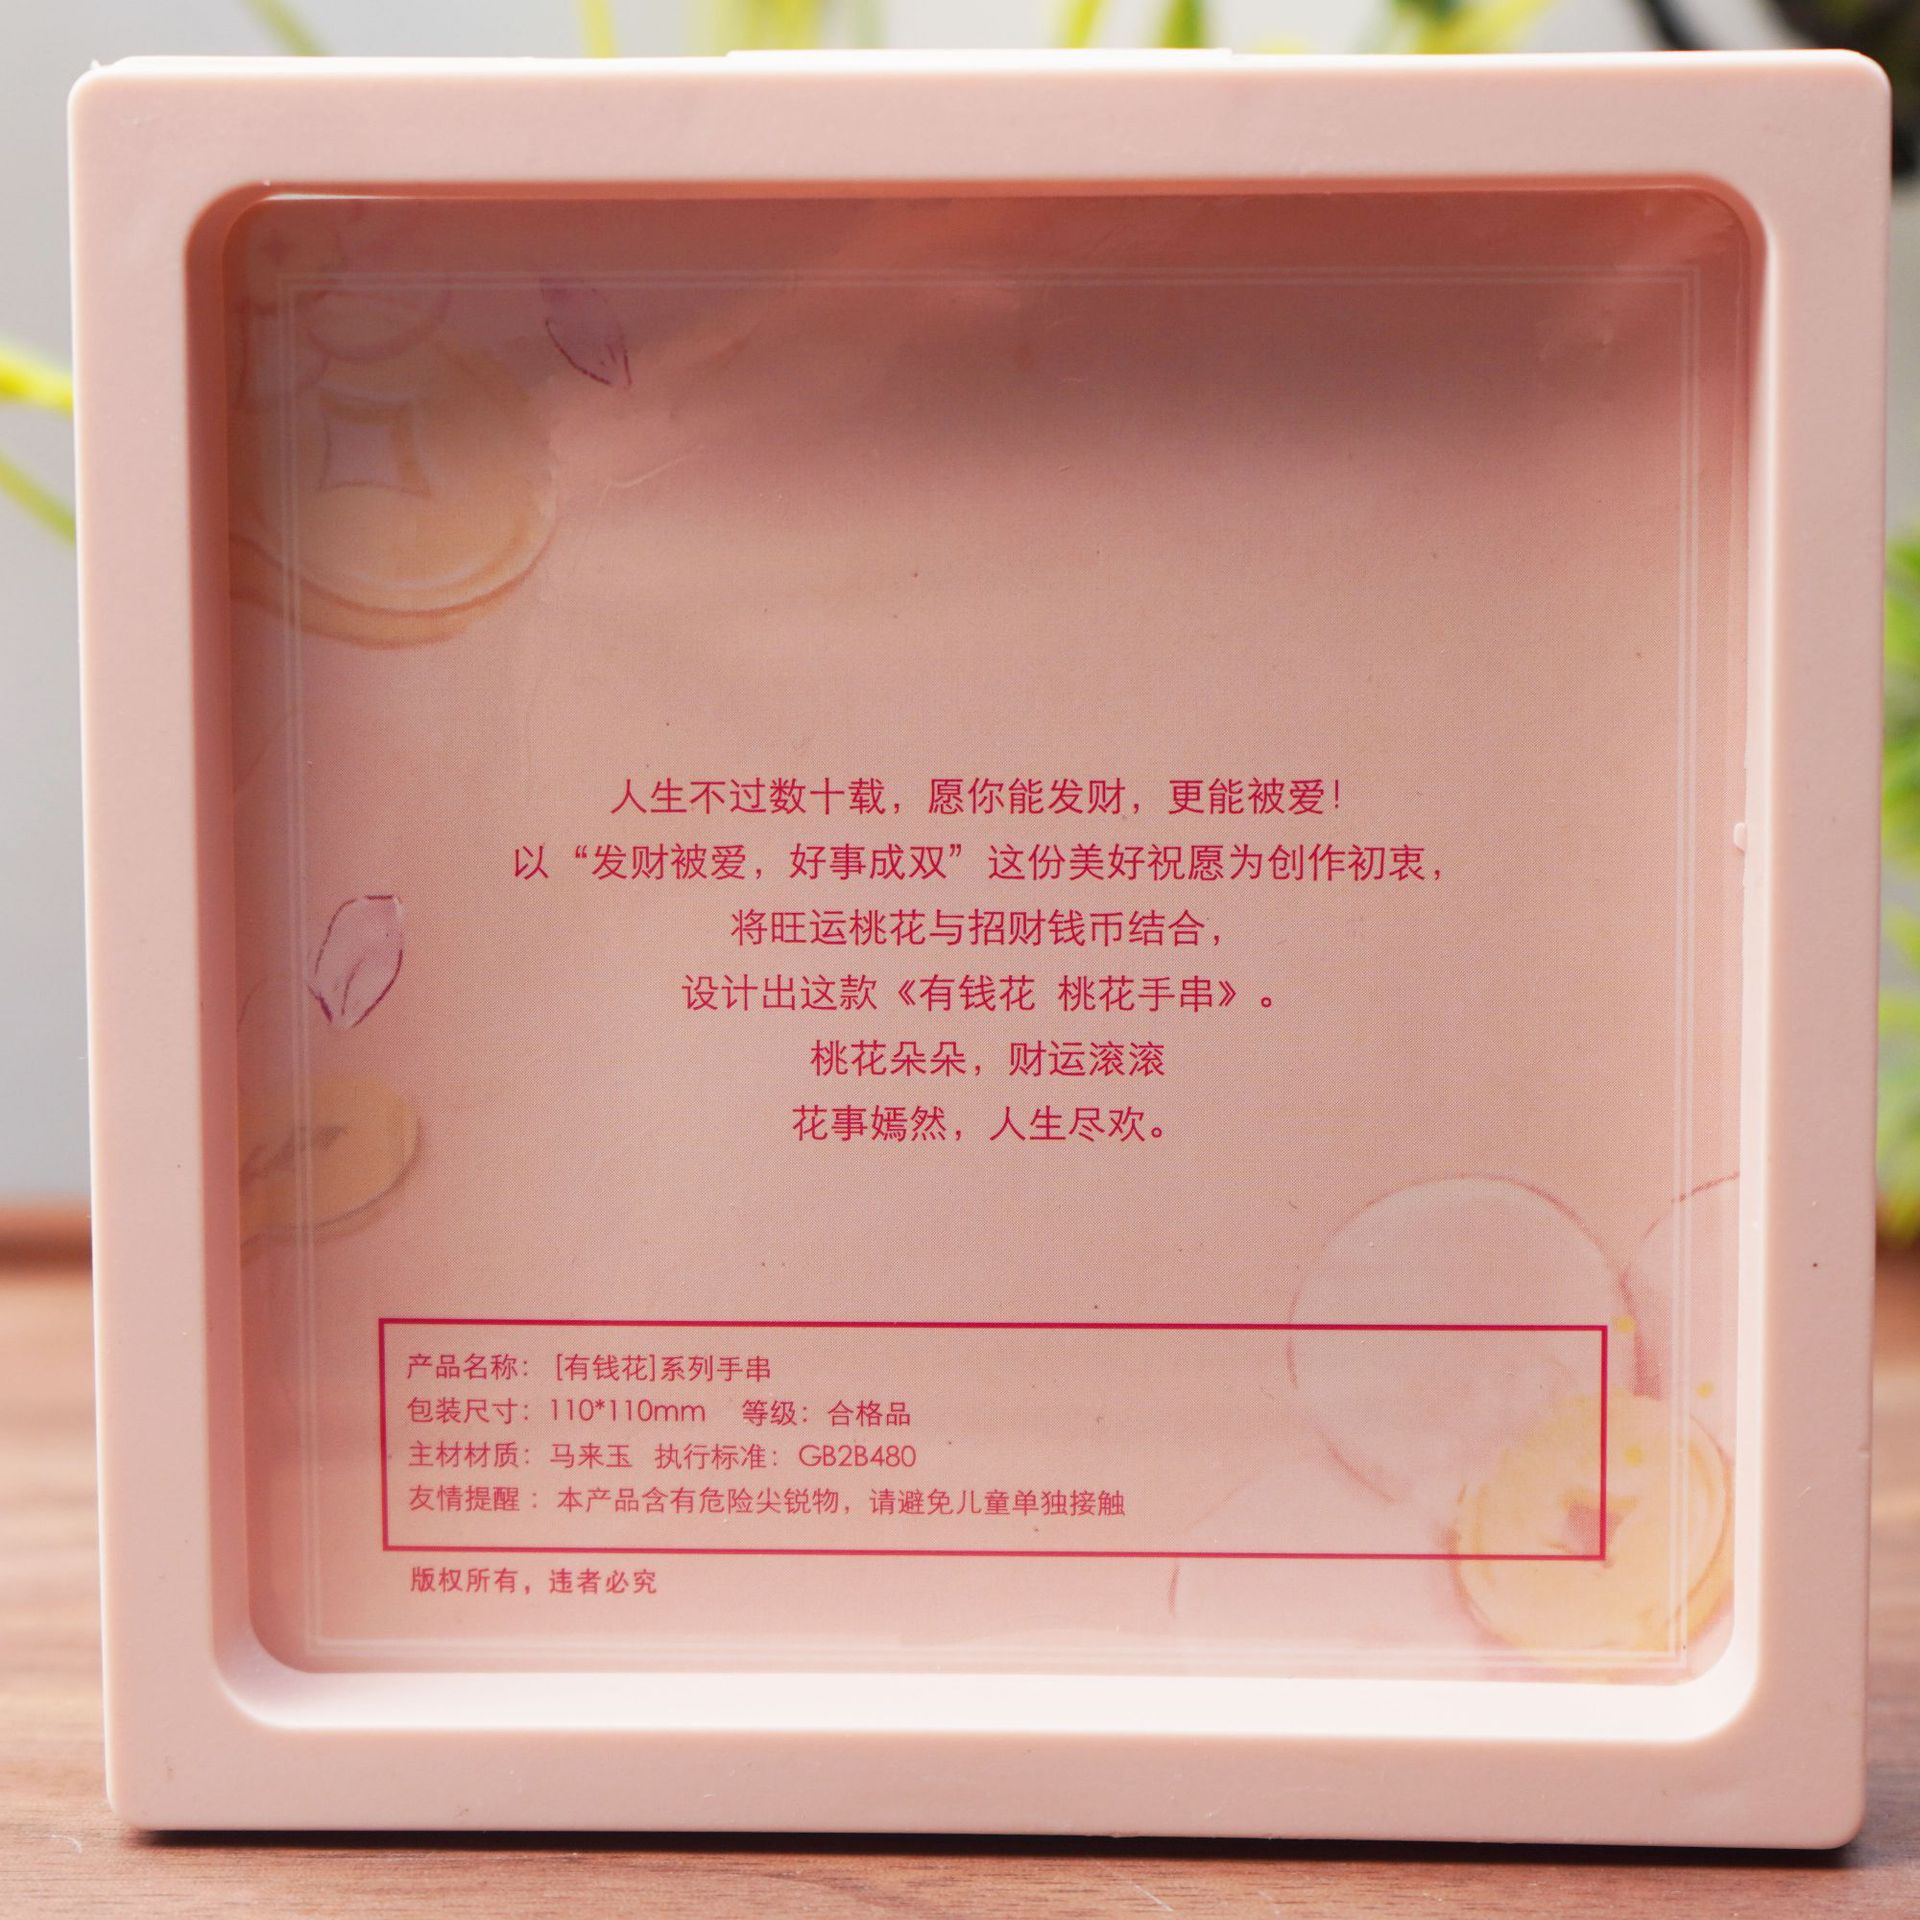 人生不过数十载，愿你能发财，更能被爱！
以“发财被爱，好事成双”这份美好祝愿为创作初衷，
将旺运桃花与招财钱币结合，
设计出这款《有钱花 桃花手串》。
桃花朵朵，财运滚滚
花事嫣然，人生尽欢。
产品名称：[有钱花]系列手串
包装尺寸：110*110mm 等级：合格品
主材材质：马来玉 执行标准：GB2B480
友情提醒：本产品含有危险尖锐物，请避免儿童单独接触
版权所有，违者必究